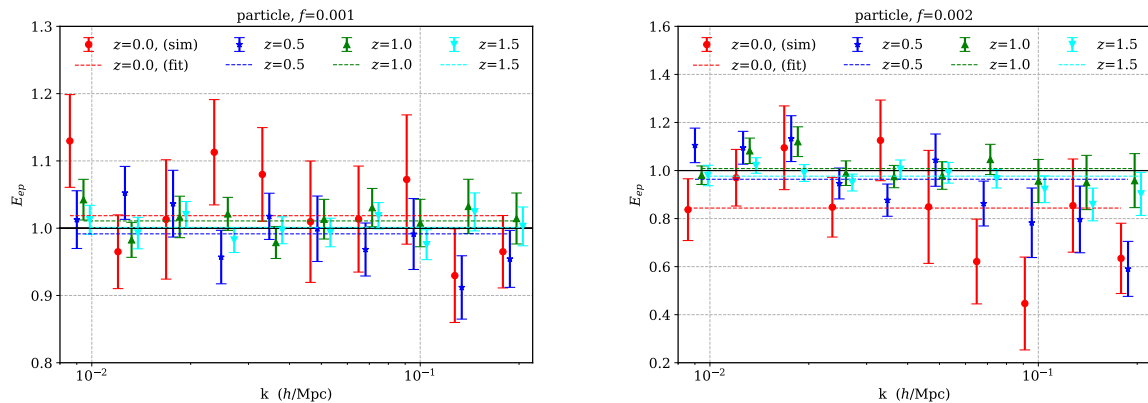 particle, f=0.001
1.3
1.2
1.1
1.0
0.9
0.8
E_ep
z=0.0, (sim) z=0.5 z=1.0 z=1.5
z=0.0, (fit) z=0.5 z=1.0 z=1.5
10⁻² 10⁻¹
k (h/Mpc)
particle, f=0.002
1.6
1.4
1.2
1.0
0.8
0.6
0.4
0.2
E_ep
z=0.0, (sim) z=0.5 z=1.0 z=1.5
z=0.0, (fit) z=0.5 z=1.0 z=1.5
10⁻² 10⁻¹
k (h/Mpc)